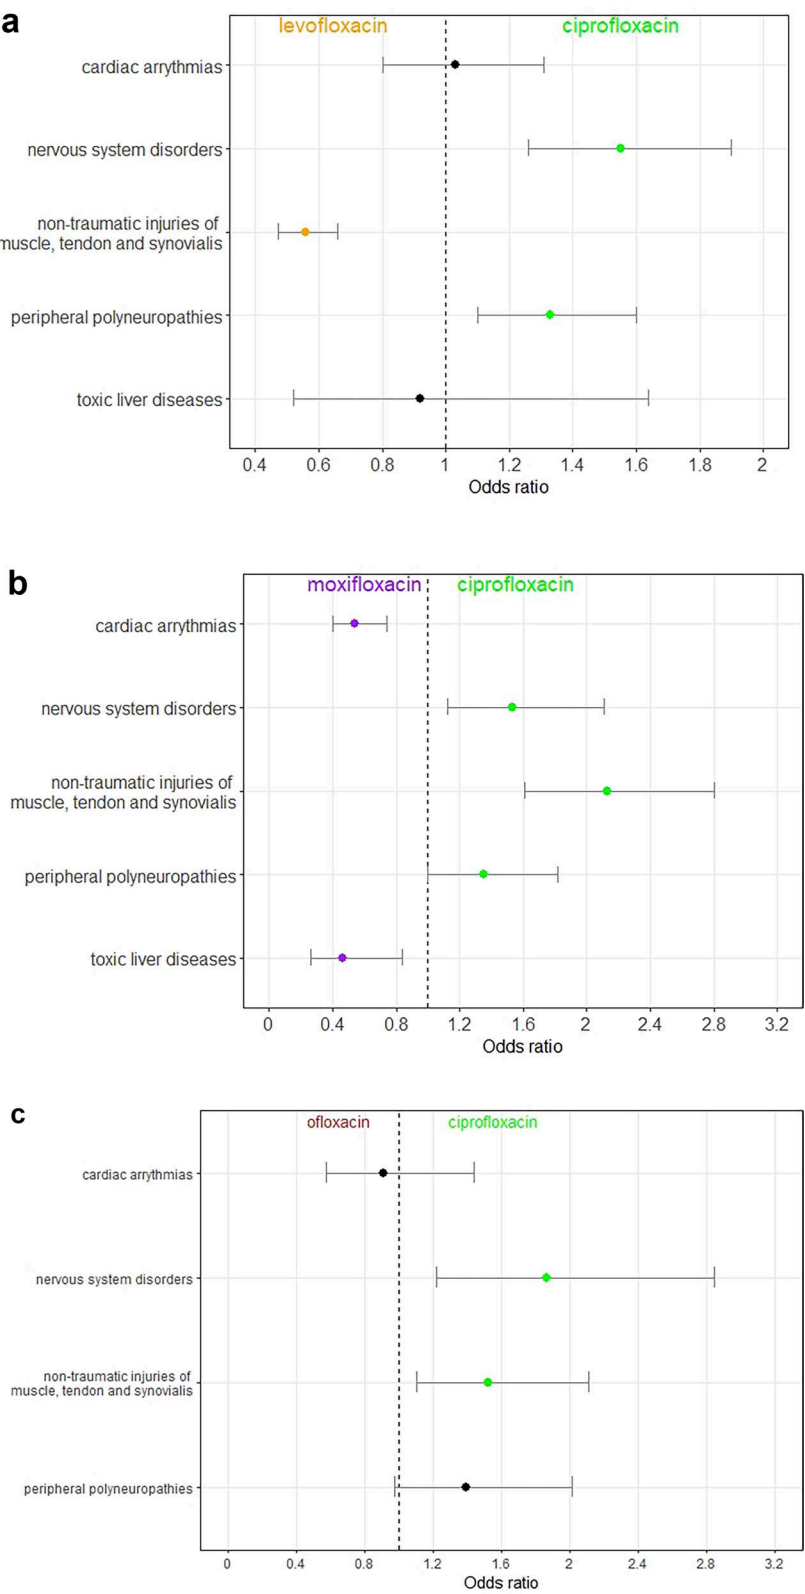 a
levofloxacin ciprofloxacin
cardiac arrythmias
nervous system disorders
non-traumatic injuries of
muscle, tendon and synovialis
peripheral polyneuropathies
toxic liver diseases
0.4 0.6 0.8 1 1.2 1.4 1.6 1.8 2
Odds ratio
b
moxifloxacin ciprofloxacin
cardiac arrythmias
nervous system disorders
non-traumatic injuries of
muscle, tendon and synovialis
peripheral polyneuropathies
toxic liver diseases
0 0.4 0.8 1.2 1.6 2 2.4 2.8 3.2
Odds ratio
c
ofloxacin ciprofloxacin
cardiac arrythmias
nervous system disorders
non-traumatic injuries of
muscle, tendon and synovialis
peripheral polyneuropathies
0 0.4 0.8 1.2 1.6 2 2.4 2.8 3.2
Odds ratio